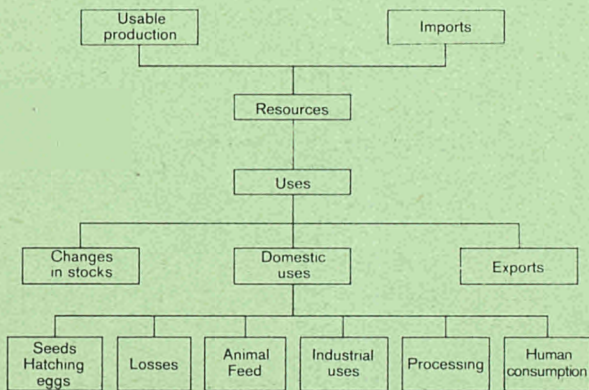 Usable
production
Imports
Resources
Uses
Changes
in stocks
Domestic
uses
Exports
Seeds
Hatching
eggs
Losses
Animal
Feed
Industrial
uses
Processing
Human
consumption